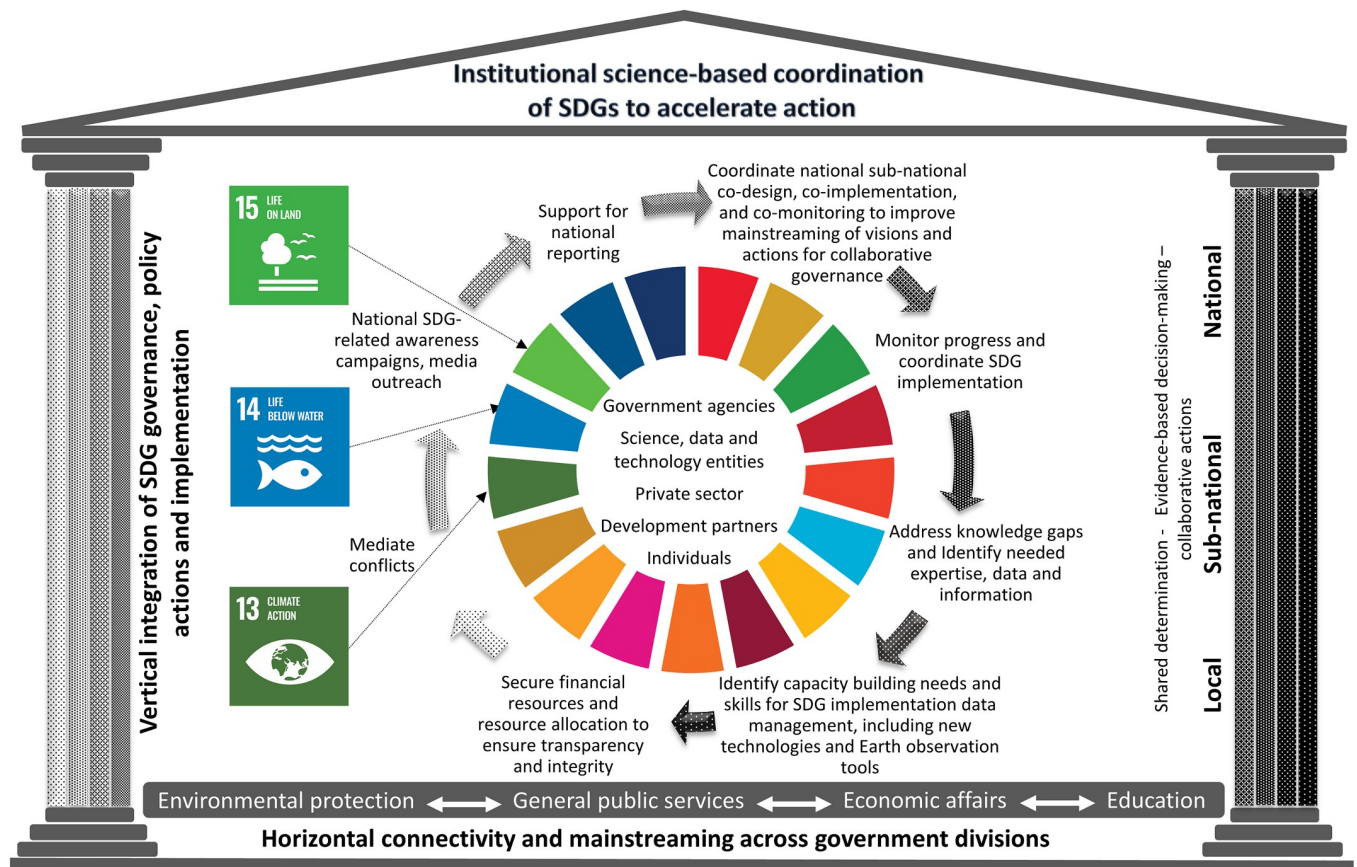 Institutional science-based coordination
of SDGs to accelerate action
Vertical integration of SDG governance, policy
actions and implementation
15 LIFE
ON LAND
14 LIFE
BELOW WATER
13 CLIMATE
ACTION
Support for
national
reporting
Coordinate national sub-national
co-design, co-implementation,
and co-monitoring to improve
mainstreaming of visions and
actions for collaborative
governance
Monitor progress and
coordinate SDG
implementation
Address knowledge gaps
and Identify needed
expertise, data and
information
Identify capacity building needs and
skills for SDG implementation data
management, including new
technologies and Earth observation
tools
Secure financial
resources and
resource allocation to
ensure transparency
and integrity
Mediate
conflicts
National SDG-
related awareness
campaigns, media
outreach
Government agencies
Science, data and
technology entities
Private sector
Development partners
Individuals
Shared determination - Evidence-based decision-making –
collaborative actions
National
Sub-national
Local
Environmental protection General public services Economic affairs Education
Horizontal connectivity and mainstreaming across government divisions